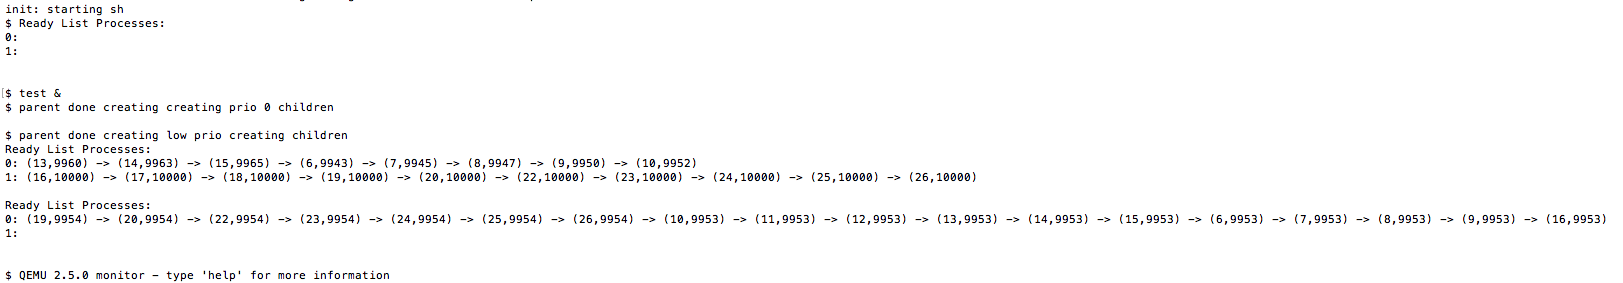 init: starting sh
$ Ready List Processes:
0:
1:
$ test &
$ parent done creating creating prio 0 children
$ parent done creating low prio creating children
Ready List Processes:
0: (13,9960) -> (14,9963) -> (15,9965) -> (6,9943) -> (7,9945) -> (8,9947) -> (9,9950) -> (10,9952)
1: (16,10000) -> (17,10000) -> (18,10000) -> (19,10000) -> (20,10000) -> (22,10000) -> (23,10000) -> (24,10000) -> (25,10000) -> (26,10000)
Ready List Processes:
0: (19,9954) -> (20,9954) -> (22,9954) -> (23,9954) -> (24,9954) -> (25,9954) -> (26,9954) -> (10,9953) -> (11,9953) -> (12,9953) -> (13,9953) -> (14,9953) -> (15,9953) -> (6,9953) -> (7,9953) -> (8,9953) -> (9,9953) -> (16,9953)
1:
$ QEMU 2.5.0 monitor - type 'help' for more information